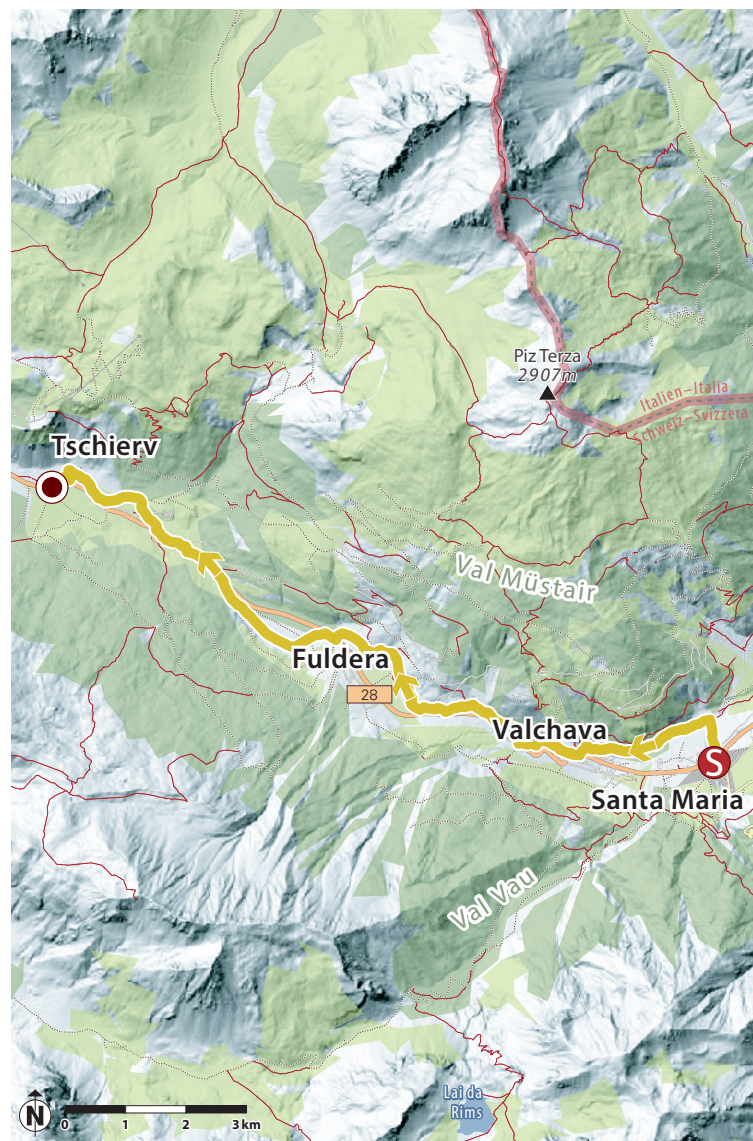 Piz Terza
2907m
Italien–Italia
Schweiz–Svizzera
Tschierv
Val Müstair
Fuldera
28
Valchava
S
Santa Maria
Val Vau
Lai da
Rims
N
0 1 2 3 km